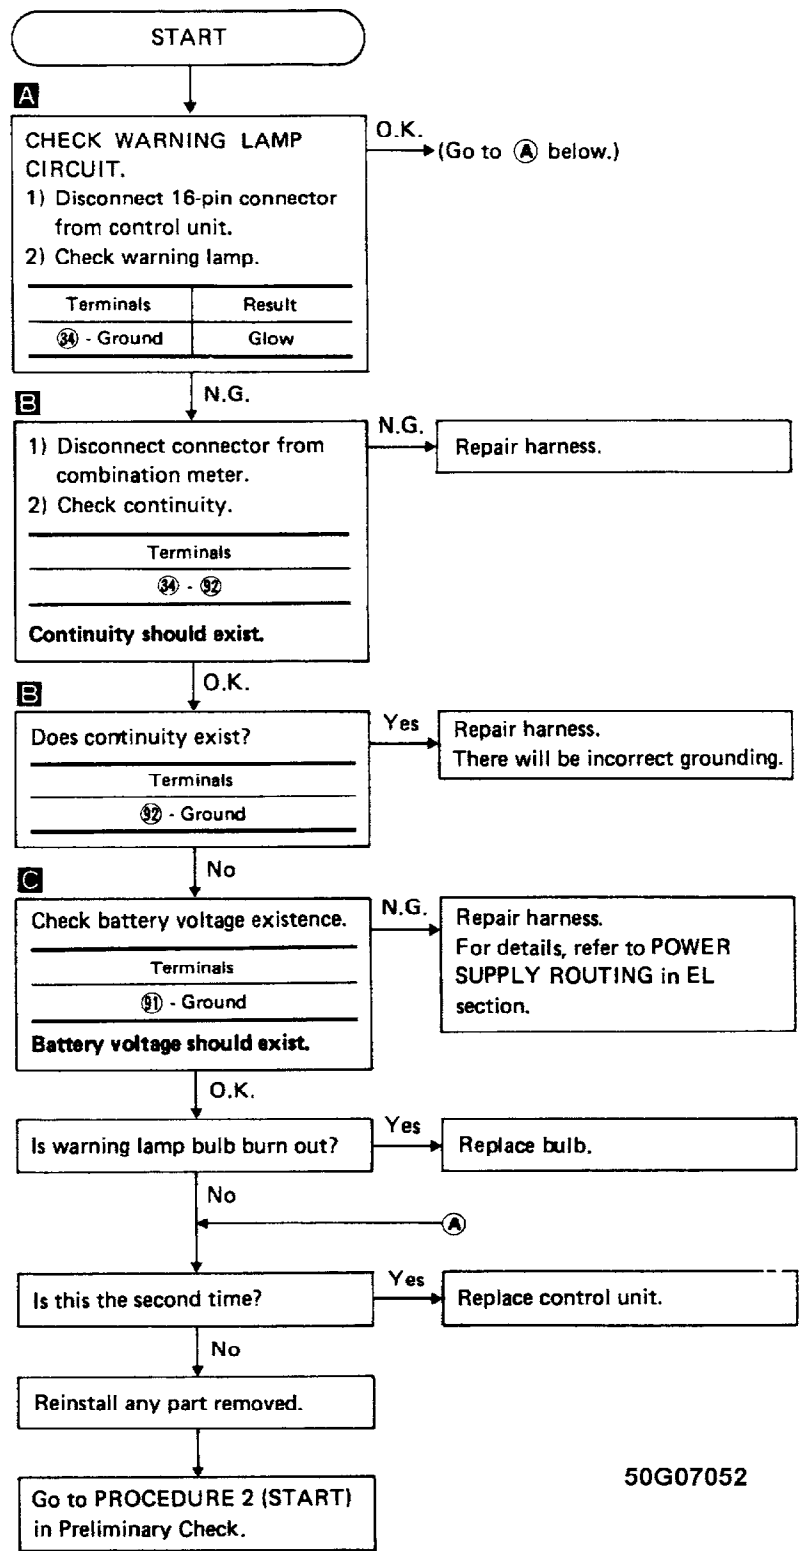 START
A
CHECK WARNING LAMP
CIRCUIT.
1) Disconnect 16-pin connector
from control unit.
2) Check warning lamp.
Terminals Result
34 - Ground Glow
O.K.
(Go to A below.)
N.G.
B
1) Disconnect connector from
combination meter.
2) Check continuity.
Terminals
34 - 92
Continuity should exist.
N.G.
Repair harness.
O.K.
B
Does continuity exist?
Terminals
92 - Ground
Yes
Repair harness.
There will be incorrect grounding.
No
C
Check battery voltage existence.
Terminals
91 - Ground
Battery voltage should exist.
N.G.
Repair harness.
For details, refer to POWER
SUPPLY ROUTING in EL
section.
O.K.
Is warning lamp bulb burn out?
Yes
Replace bulb.
No
A
Is this the second time?
Yes
Replace control unit.
No
Reinstall any part removed.
Go to PROCEDURE 2 (START)
in Preliminary Check.
50G07052